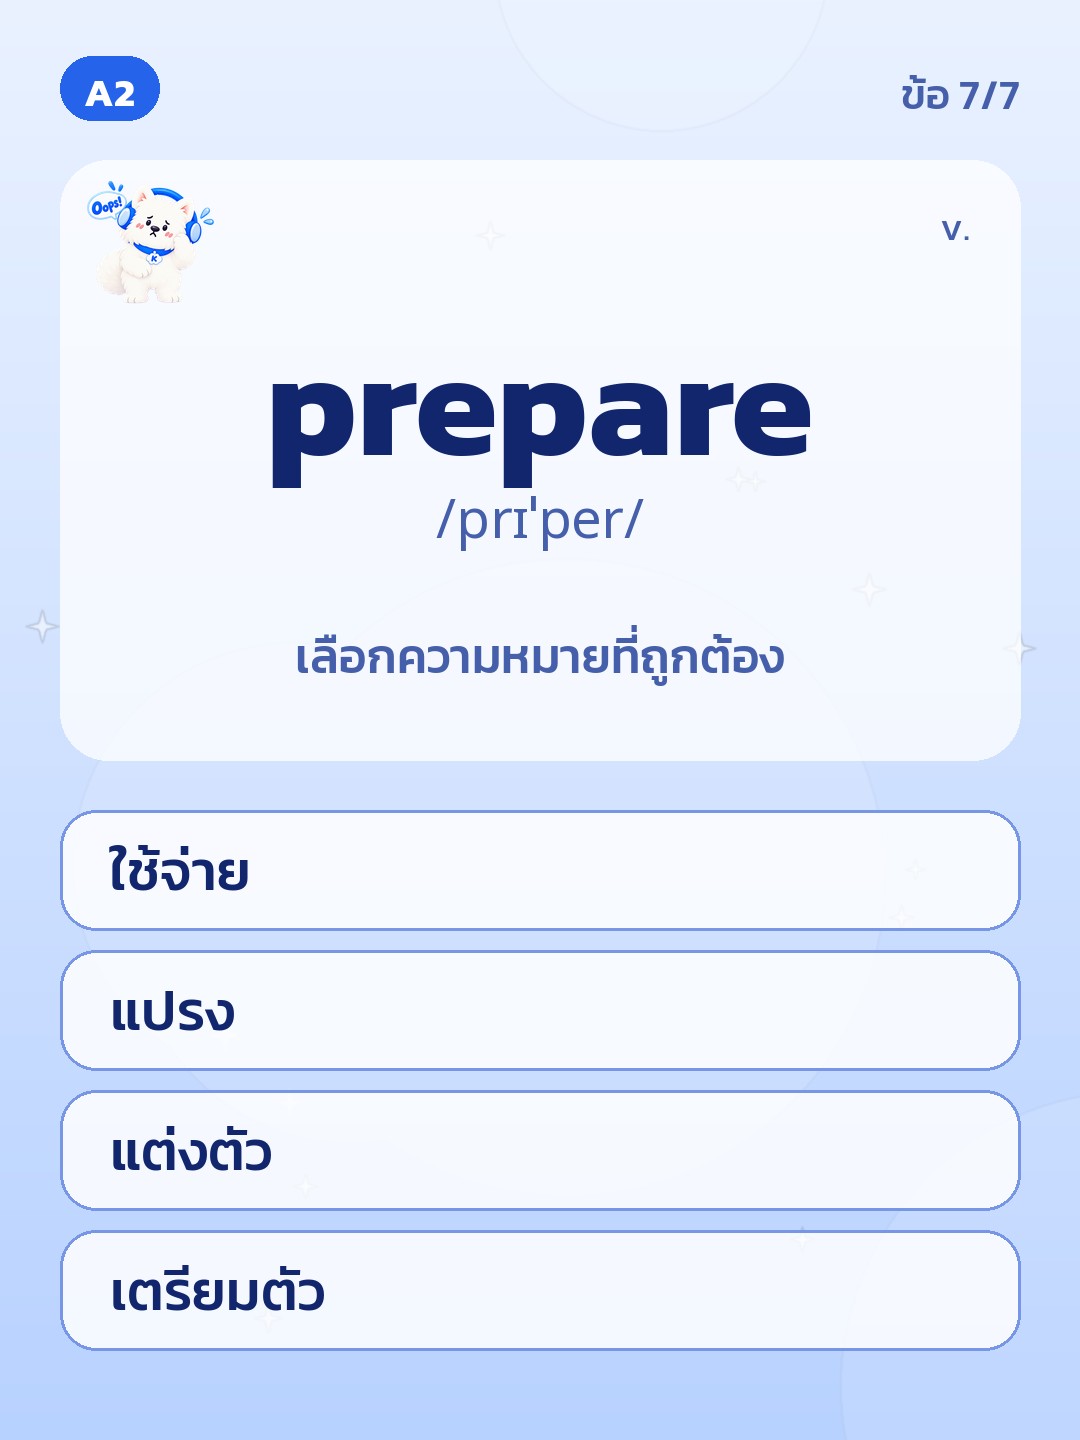 A2
ข้อ 7/7
Oops!
K
v.
prepare
/prɪˈper/
เลือกความหมายที่ถูกต้อง
ใช้จ่าย
แปรง
แต่งตัว
เตรียมตัว